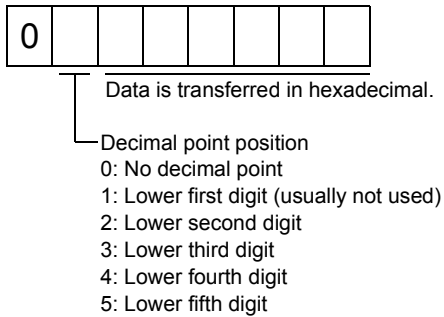 0
Data is transferred in hexadecimal.
Decimal point position
0: No decimal point
1: Lower first digit (usually not used)
2: Lower second digit
3: Lower third digit
4: Lower fourth digit
5: Lower fifth digit